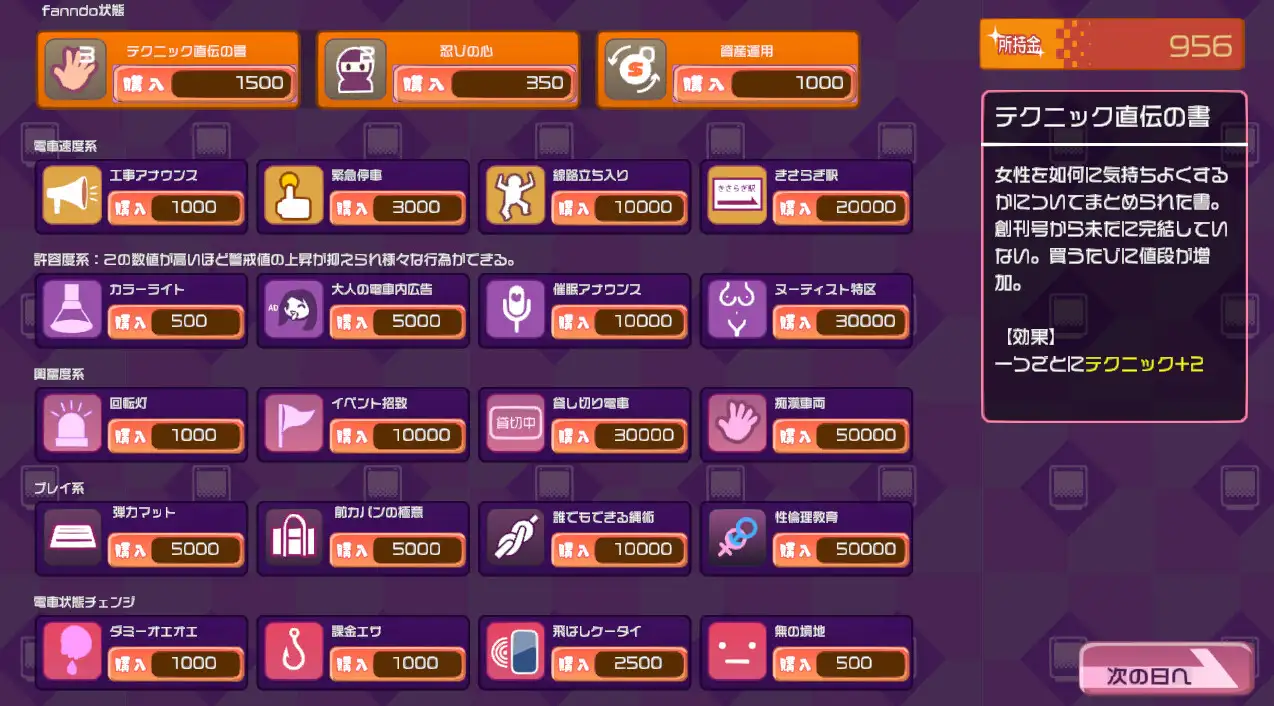 fanndo状態
テクニック直伝の書
購入 1500
忍びの心
購入 350
資産運用
購入 1000
所持金 956
電車速度系
工事アナウンス
購入 1000
緊急停車
購入 3000
線路立ち入り
購入 10000
きさらぎ駅
きさらぎ駅
購入 20000
許容度系：この数値が高いほど警戒値の上昇が抑えられ様々な行為ができる。
カラーライト
購入 500
AD
大人の電車内広告
購入 5000
催眠アナウンス
購入 10000
ヌーディスト特区
購入 30000
興奮度系
回転灯
購入 1000
イベント招致
購入 10000
貸切中
貸し切り電車
購入 30000
痴漢車両
購入 50000
プレイ系
弾力マット
購入 5000
前カバンの極意
購入 5000
誰でもできる縄術
購入 10000
性倫理教育
購入 50000
電車状態チェンジ
ダミーオエオエ
購入 1000
課金エサ
購入 1000
飛ばしケータイ
購入 2500
無の境地
購入 500
テクニック直伝の書
女性を如何に気持ちよくする
かについてまとめられた書。
創刊号から未だに完結してい
ない。買うたびに値段が増
加。
【効果】
一つごとにテクニック+2
次の日へ